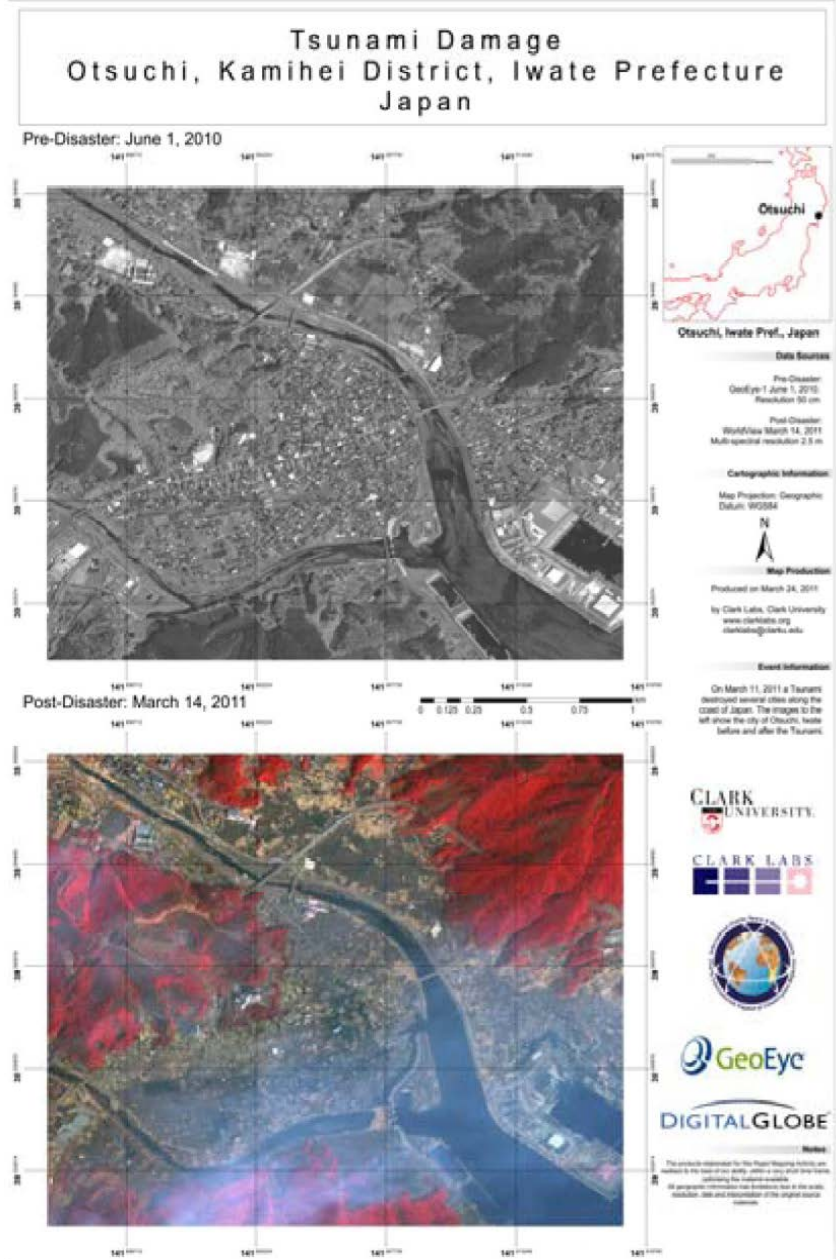 Tsunami Damage
Otsuchi, Kamihei District, Iwate Prefecture
Japan
Pre-Disaster: June 1, 2010
Otsuchi
Otsuchi, Iwate Pref., Japan
Data Sources
Pre-Disaster:
GeoEye-1 June 1, 2010.
Resolution 50 cm
Post-Disaster:
WorldView March 14, 2011
Multi-spectral resolution 2.5 m
Cartographic Information
Map Projection: Geographic
Datum: WGS84
N
Map Production
Produced on March 24, 2011
by Clark Labs, Clark University
www.clarklabs.org
clarklabs@clarku.edu
Event Information
On March 11, 2011 a Tsunami
destroyed several cities along the
coast of Japan. The images to the
left show the city of Otsuchi, Iwate
before and after the Tsunami.
Post-Disaster: March 14, 2011
0 0.125 0.25 0.5 0.75 1
CLARK
UNIVERSITY
CLARK LABS
GeoEye
DIGITALGLOBE
Notes